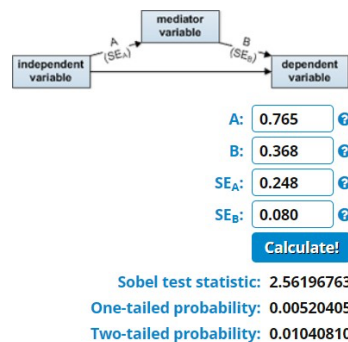 mediator
variable
A
(SEA)
B
(SEB)
independent
variable
dependent
variable
A: 0.765 ?
B: 0.368 ?
SEA: 0.248 ?
SEB: 0.080 ?
Calculate!
Sobel test statistic: 2.56196763
One-tailed probability: 0.00520405
Two-tailed probability: 0.01040810